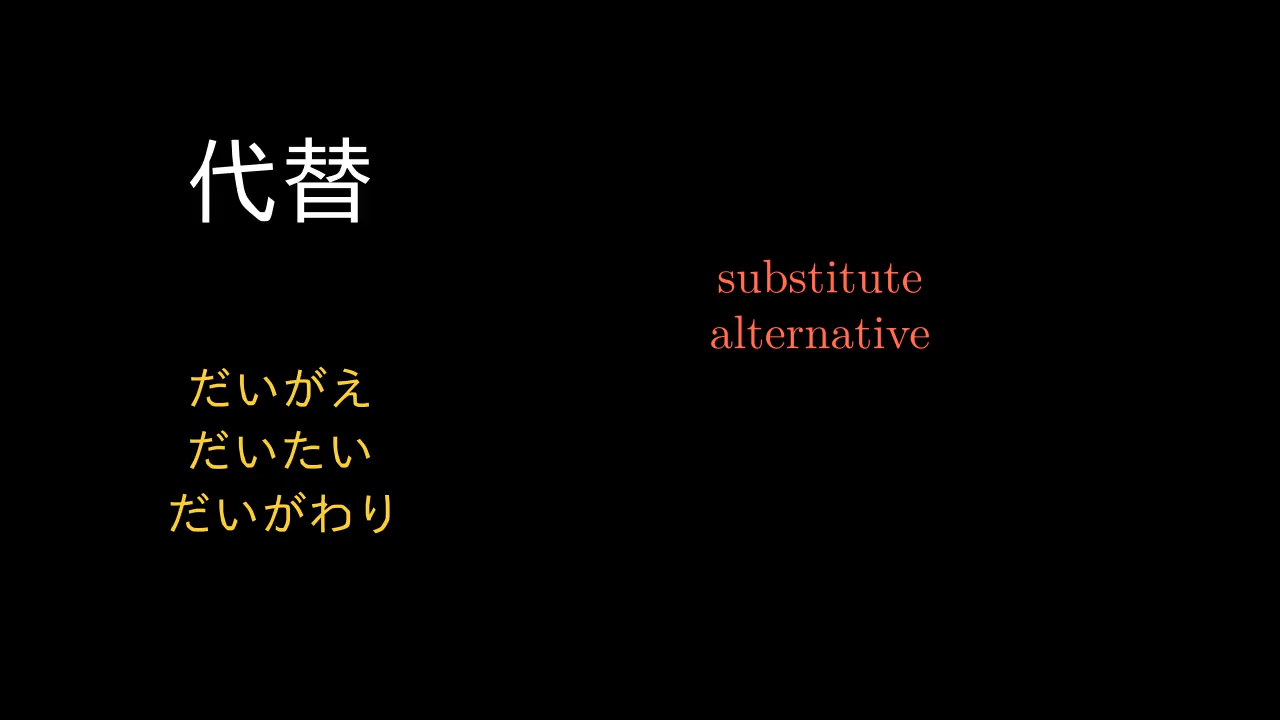 代替
だいがえ
だいたい
だいがわり
substitute
alternative